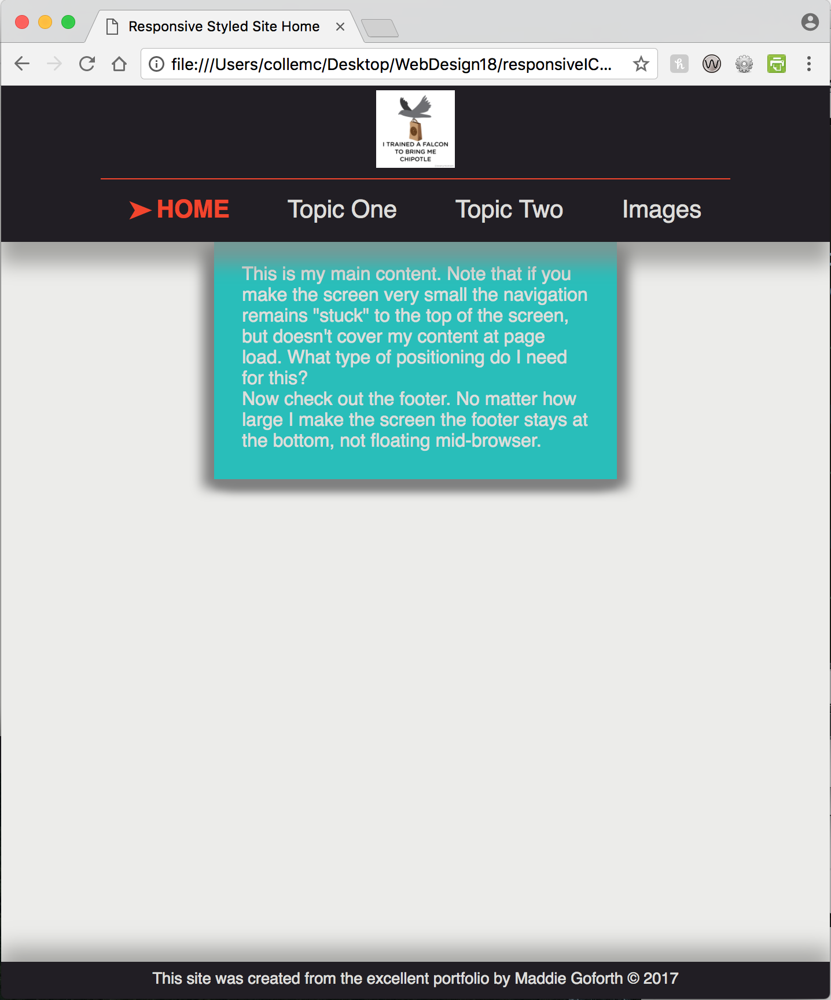 Responsive Styled Site Home
file:///Users/collemc/Desktop/WebDesign18/responsiveIC...
I TRAINED A FALCON
TO BRING ME
CHIPOTLE
➤ HOME Topic One Topic Two Images
This is my main content. Note that if you
make the screen very small the navigation
remains "stuck" to the top of the screen,
but doesn't cover my content at page
load. What type of positioning do I need
for this?
Now check out the footer. No matter how
large I make the screen the footer stays at
the bottom, not floating mid-browser.
This site was created from the excellent portfolio by Maddie Goforth © 2017